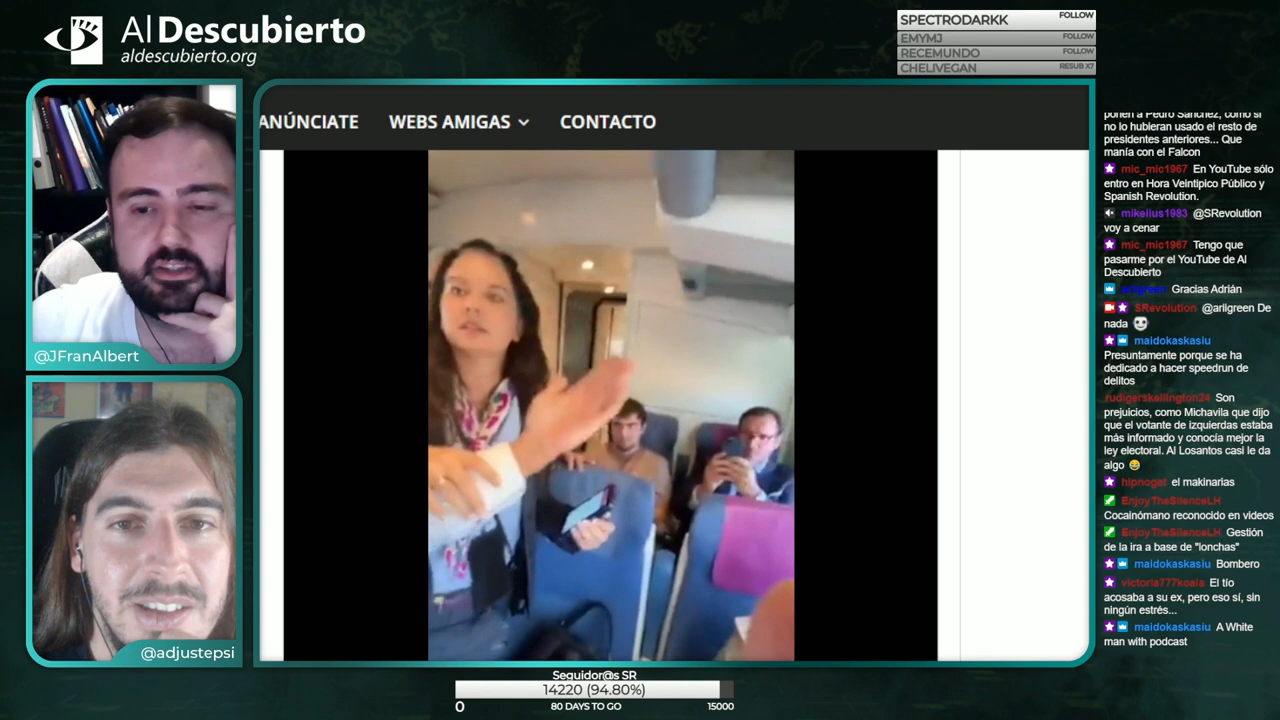 Al Descubierto
aldescubierto.org
SPECTRODARKK FOLLOW
EMYMJ FOLLOW
RECEMUNDO FOLLOW
CHELIVEGAN RESUB X7
ANÚNCIATE WEBS AMIGAS CONTACTO
@JFranAlbert
@adjustepsi
ponen a Pedro Sánchez, como si
no lo hubieran usado el resto de
presidentes anteriores... Que
manía con el Falcon
mic_mic1967 En YouTube sólo
entro en Hora Veintipico Público y
Spanish Revolution.
mikelius1983 @SRevolution
voy a cenar
mic_mic1967 Tengo que
pasarme por el YouTube de Al
Descubierto
arilgreen Gracias Adrián
SRevolution @arilgreen De
nada
maidokaskasiu
Presuntamente porque se ha
dedicado a hacer speedrun de
delitos
rudigerskallington24 Son
prejuicios, como Michavila que dijo
que el votante de izquierdas estaba
más informado y conocía mejor la
ley electoral. Al Losantos casi le da
algo 😂
hipnogat el makinarias
EnjoyTheSilenceLH
Cocainómano reconocido en videos
EnjoyTheSilenceLH Gestión
de la ira a base de "lonchas"
maidokaskasiu Bombero
victoria777koala El tío
acosaba a su ex, pero eso sí, sin
ningún estrés...
maidokaskasiu A White
man with podcast
Seguidor@s SR
14220 (94.80%)
0 80 DAYS TO GO 15000